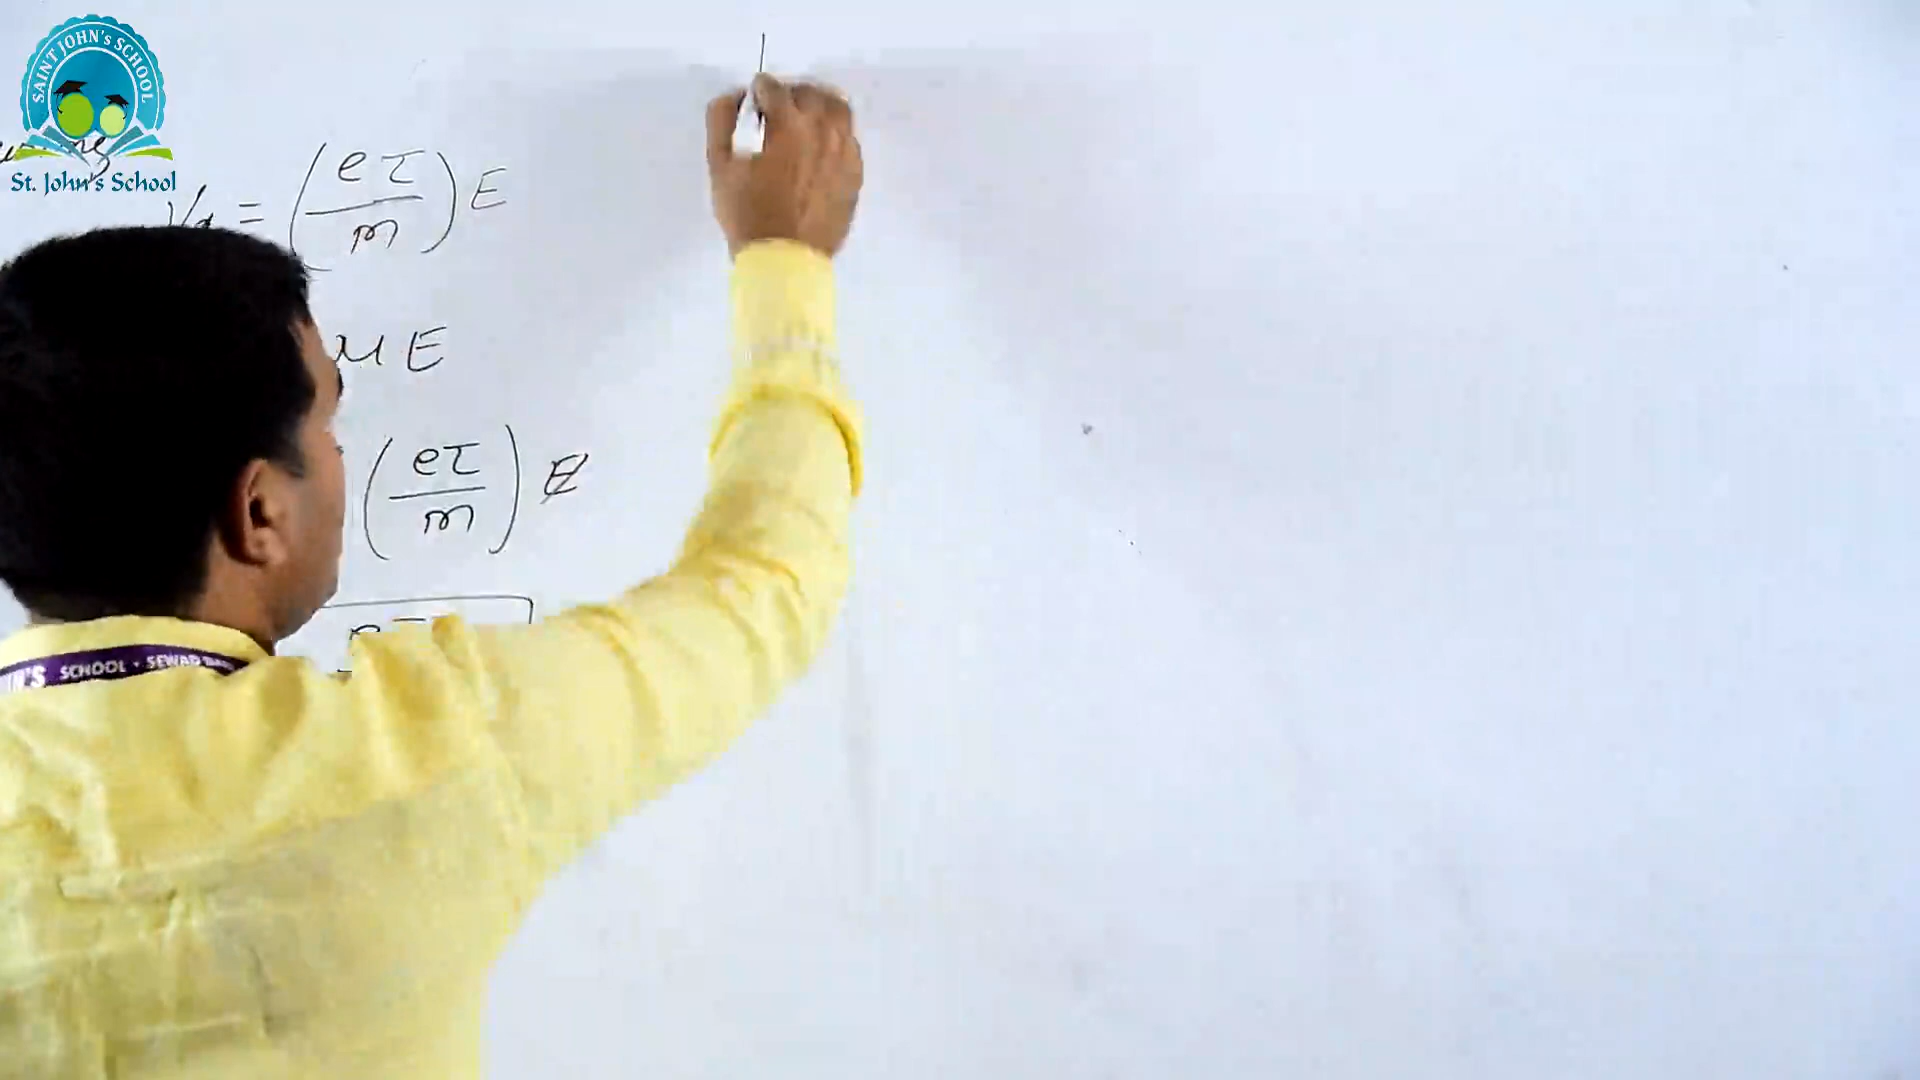 SAINT JOHN's SCHOOL
St. John's School
Vd = (eτ/m) E
μ E
(eτ/m) E
N'S SCHOOL • SEWAD